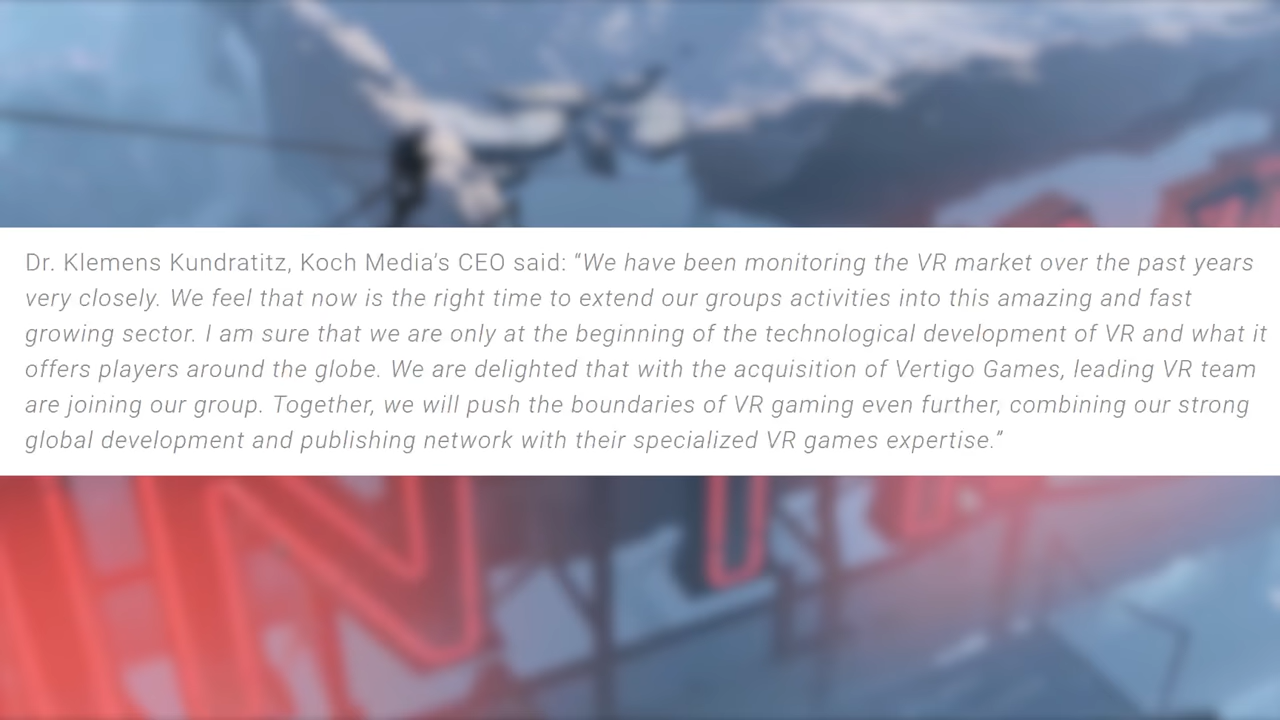 Dr. Klemens Kundratitz, Koch Media’s CEO said: “We have been monitoring the VR market over the past years
very closely. We feel that now is the right time to extend our groups activities into this amazing and fast
growing sector. I am sure that we are only at the beginning of the technological development of VR and what it
offers players around the globe. We are delighted that with the acquisition of Vertigo Games, leading VR team
are joining our group. Together, we will push the boundaries of VR gaming even further, combining our strong
global development and publishing network with their specialized VR games expertise.”